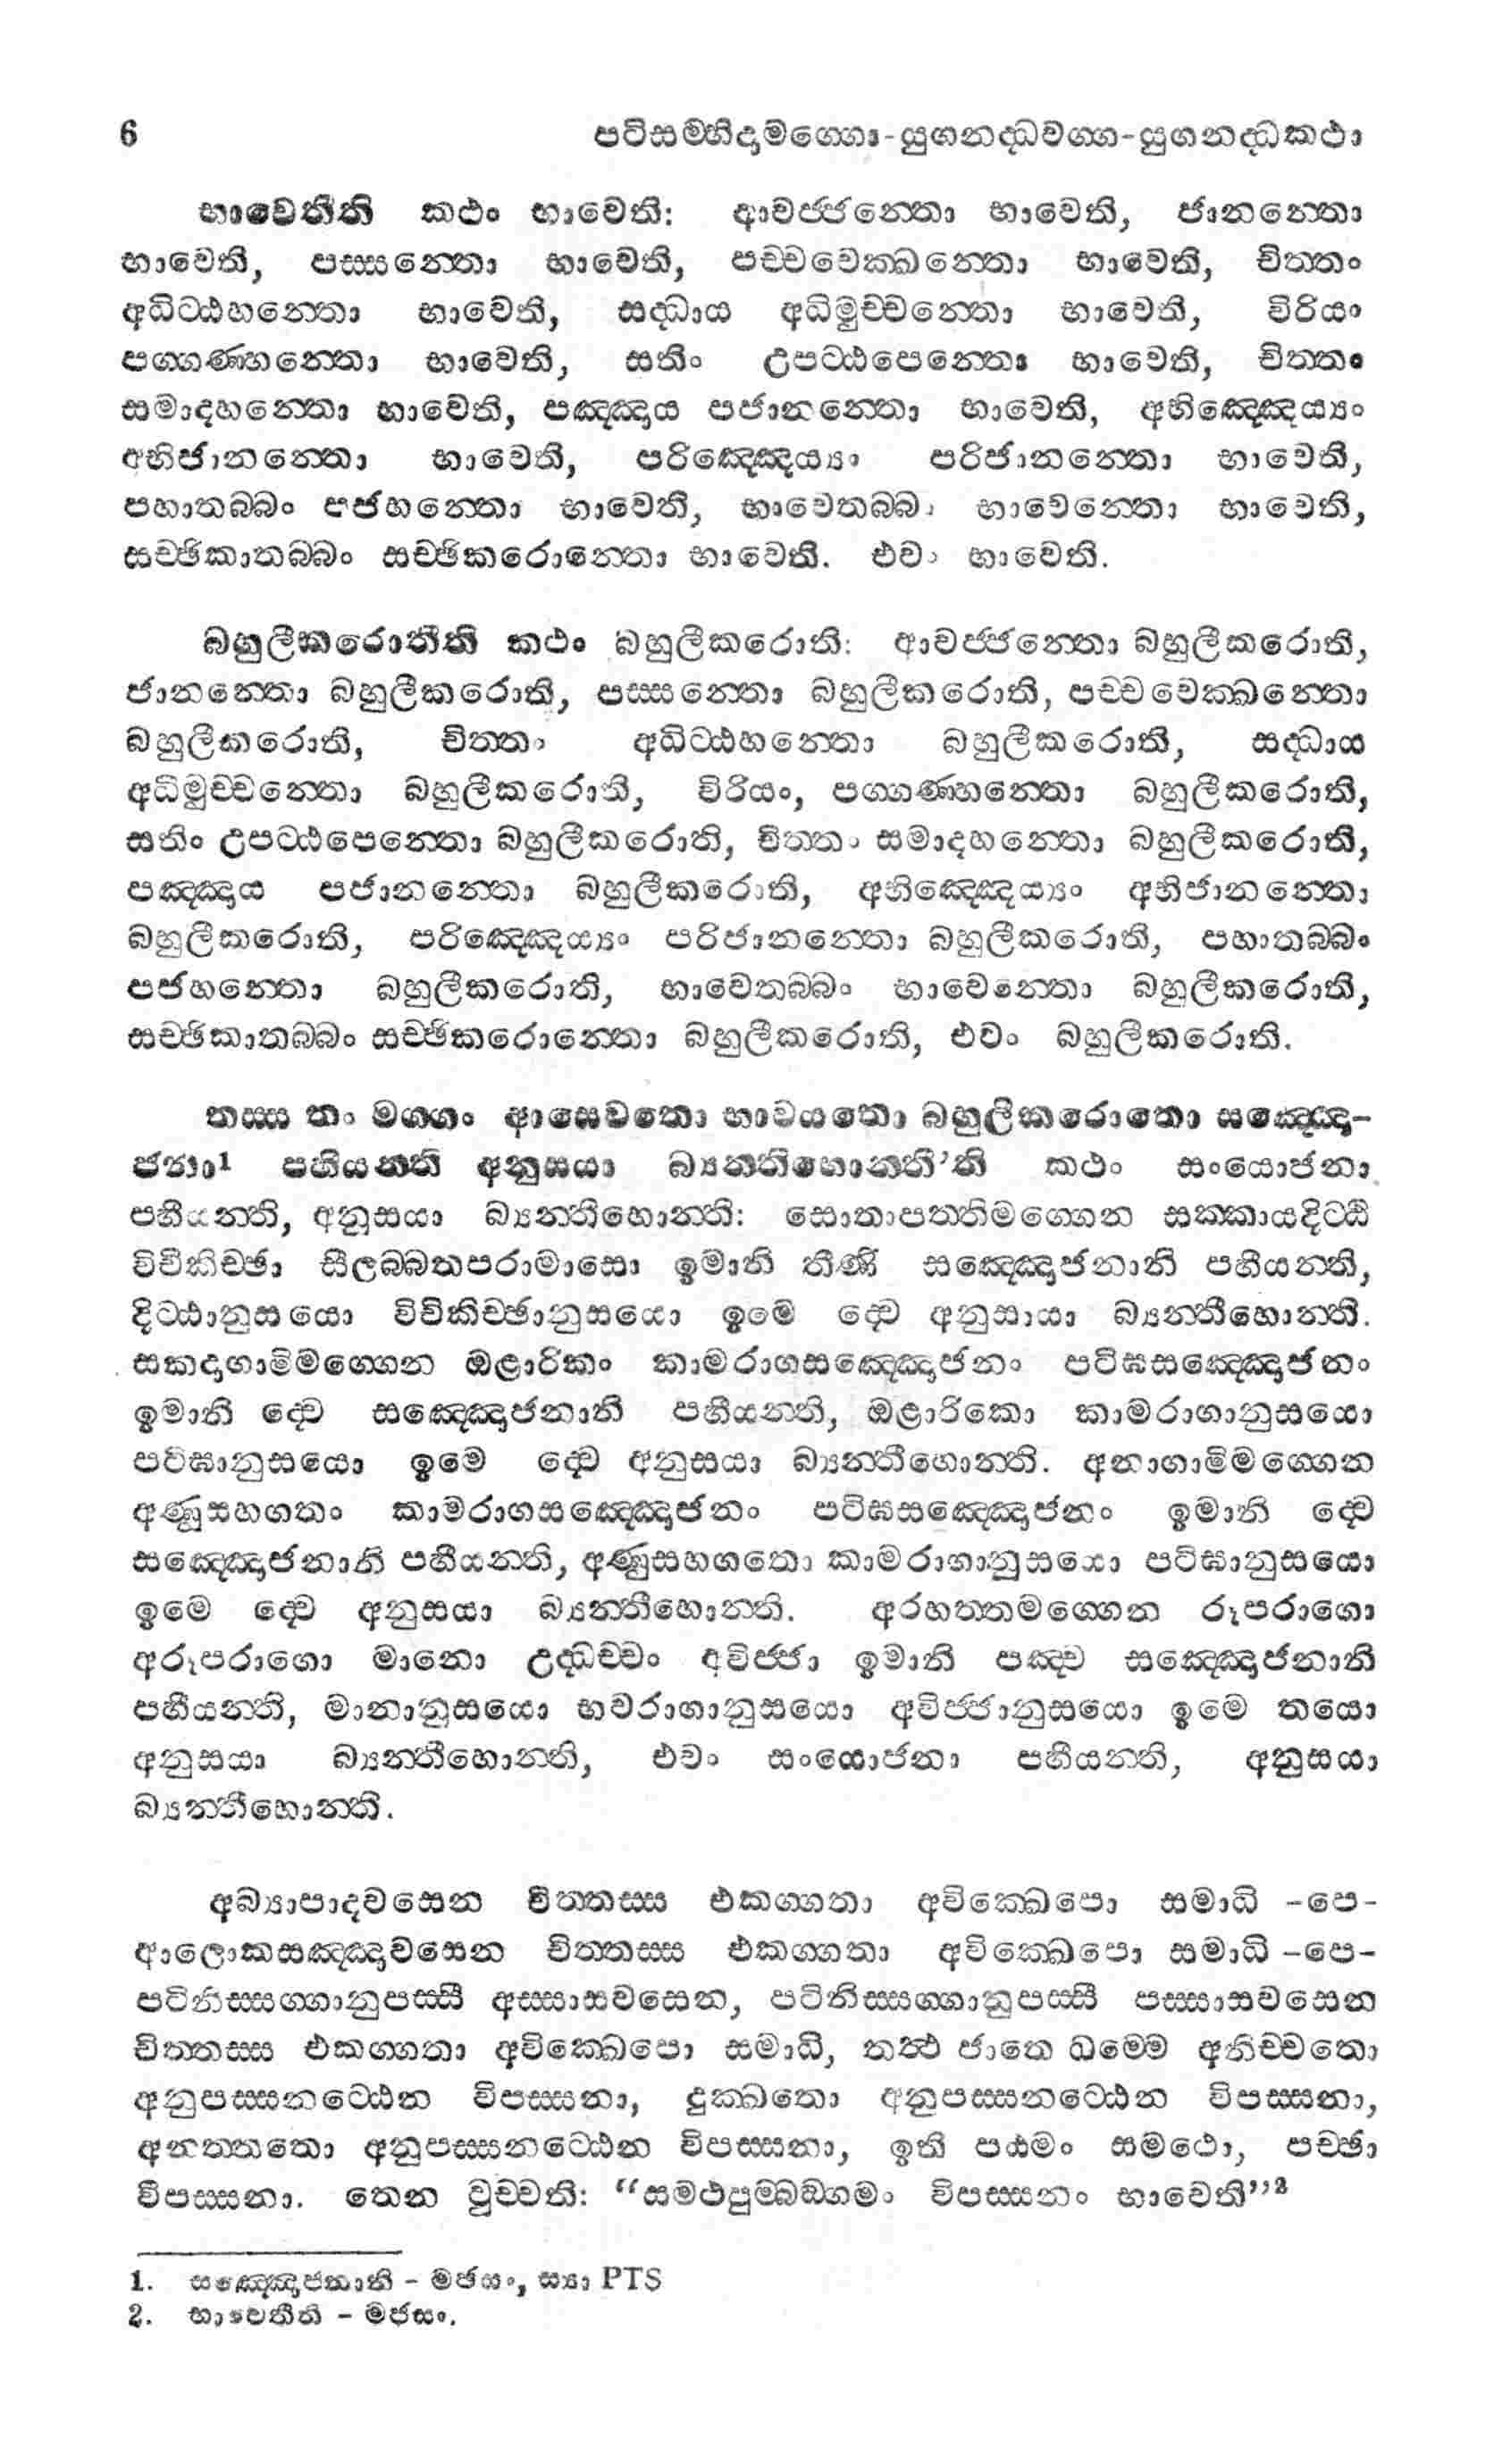 6 පටිසම්භිදාමග්ගො-යුගනද්ධවග්ග-යුගනද්ධකථා
භාවෙතීති කථං භාවෙති: ආවජ්ජන්තො භාවෙති, ජානන්තො
භාවෙති, පස්සන්තො භාවෙති, පච්චවෙක්ඛන්තො භාවෙති, චිත්තං
අධිට්ඨහන්තො භාවෙති, සද්ධාය අධිමුච්චන්තො භාවෙති, විරියං
පග්ගණ්හන්තො භාවෙති, සතිං උපට්ඨපෙන්තො භාවෙති, චිත්තං
සමාදහන්තො භාවෙති, පඤ්ඤාය පජානන්තො භාවෙති, අභිඤ්ඤෙය්‍යං
අභිජානන්තො භාවෙති, පරිඤ්ඤෙය්‍යං පරිජානන්තො භාවෙති,
පහාතබ්බං පජහන්තො භාවෙති, භාවෙතබ්බං භාවෙන්තො භාවෙති,
සච්ඡිකාතබ්බං සච්ඡිකරොන්තො භාවෙති. එවං භාවෙති.
බහුලීකරොතීති කථං බහුලීකරොති: ආවජ්ජන්තො බහුලීකරොති,
ජානන්තො බහුලීකරොති, පස්සන්තො බහුලීකරොති, පච්චවෙක්ඛන්තො
බහුලීකරොති, චිත්තං අධිට්ඨහන්තො බහුලීකරොති, සද්ධාය
අධිමුච්චන්තො බහුලීකරොති, විරියං, පග්ගණ්හන්තො බහුලීකරොති,
සතිං උපට්ඨපෙන්තො බහුලීකරොති, චිත්තං සමාදහන්තො බහුලීකරොති,
පඤ්ඤාය පජානන්තො බහුලීකරොති, අභිඤ්ඤෙය්‍යං අභිජානන්තො
බහුලීකරොති, පරිඤ්ඤෙය්‍යං පරිජානන්තො බහුලීකරොති, පහාතබ්බං
පජහන්තො බහුලීකරොති, භාවෙතබ්බං භාවෙන්තො බහුලීකරොති,
සච්ඡිකාතබ්බං සච්ඡිකරොන්තො බහුලීකරොති, එවං බහුලීකරොති.
තස්ස තං මග්ගං ආසෙවතො භාවයතො බහුලීකරොතො සඤ්ඤො-
ජනා¹ පහියන්ති අනුසයා බ්‍යන්තිහොන්තී’ති කථං සංයොජනා
පහීයන්ති, අනුසයා බ්‍යන්තීහොන්ති: සොතාපත්තිමග්ගෙන සක්කායදිට්ඨි
විචිකිච්ඡා සීලබ්බතපරාමාසො ඉමානි තීණි සඤ්ඤොජනානි පහීයන්ති,
දිට්ඨානුසයො විචිකිච්ඡානුසයො ඉමෙ ද්වෙ අනුසායා බ්‍යන්තීහොන්ති.
සකදාගාමිමග්ගෙන ඔළාරිකං කාමරාගසඤ්ඤොජනං පටිඝසඤ්ඤොජනං
ඉමානි ද්වෙ සඤ්ඤොජනානි පහීයන්ති, ඔළාරිකො කාමරාගානුසයො
පටිඝානුසයො ඉමෙ ද්වෙ අනුසයා බ්‍යන්තීහොන්ති. අනාගාමිමග්ගෙන
අණුසහගතං කාමරාගසඤ්ඤොජනං පටිඝසඤ්ඤොජනං ඉමානි ද්වෙ
සඤ්ඤොජනානි පහීයන්ති, අණුසහගතො කාමරාගානුසයො පටිඝානුසයො
ඉමෙ ද්වෙ අනුසයා බ්‍යන්තීහොන්ති. අරහත්තමග්ගෙන රූපරාගො
අරූපරාගො මානො උද්ධච්චං අවිජ්ජා ඉමානි පඤ්ච සඤ්ඤොජනානි
පහීයන්ති, මානානුසයො භවරාගානුසයො අවිජ්ජානුසයො ඉමෙ තයො
අනුසයා බ්‍යන්තීහොන්ති, එවං සංයොජනා පහීයන්ති, අනුසයා
බ්‍යන්තීහොන්ති.
අබ්‍යාපාදවසෙන චිත්තස්ස එකග්ගතා අවික්ඛෙපො සමාධි -පෙ-
ආලොකසඤ්ඤාවසෙන චිත්තස්ස එකග්ගතා අවික්ඛෙපො සමාධි -පෙ-
පටිනිස්සග්ගානුපස්සී අස්සාසවසෙන, පටිනිස්සග්ගානුපස්සී පස්සාසවසෙන
චිත්තස්ස එකග්ගතා අවික්ඛෙපො සමාධි, තත්ථ ජාතෙ ධම්මෙ අනිච්චතො
අනුපස්සනට්ඨෙන විපස්සනා, දුක්ඛතො අනුපස්සනට්ඨෙන විපස්සනා,
අනත්තතො අනුපස්සනට්ඨෙන විපස්සනා, ඉති පඨමං සමථො, පච්ඡා
විපස්සනා. තෙන වුච්චති: “සමථපුබ්බඞ්ගමං විපස්සනං භාවෙති”²
1. සඤ්ඤොජනානි - මජසං, ස්‍යා PTS
2. භාවෙතීති - මජසං.